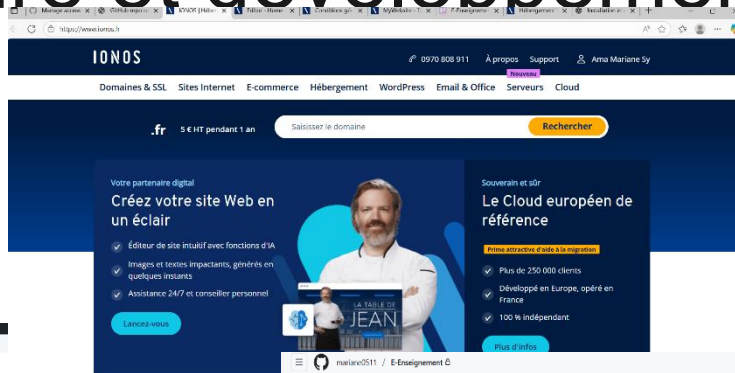 développement
https://www.ionos.fr
IONOS
0970 808 911 À propos Support Ama Mariane Sy
Nouveau
Domaines & SSL Sites Internet E-commerce Hébergement WordPress Email & Office Serveurs Cloud
.fr 5 € HT pendant 1 an Saisissez le domaine Rechercher
Votre partenaire digital
Créez votre site Web en
un éclair
Éditeur de site intuitif avec fonctions d'IA
Images et textes impactants, générés en
quelques instants
Assistance 24/7 et conseiller personnel
Lancez-vous
LA TABLE DE
JEAN
Souverain et sûr
Le Cloud européen de
référence
Prime attractive d'aide à la migration
Plus de 250 000 clients
Développé en Europe, opéré en
France
100 % indépendant
Plus d'infos
mariane0511 / E-Enseignement